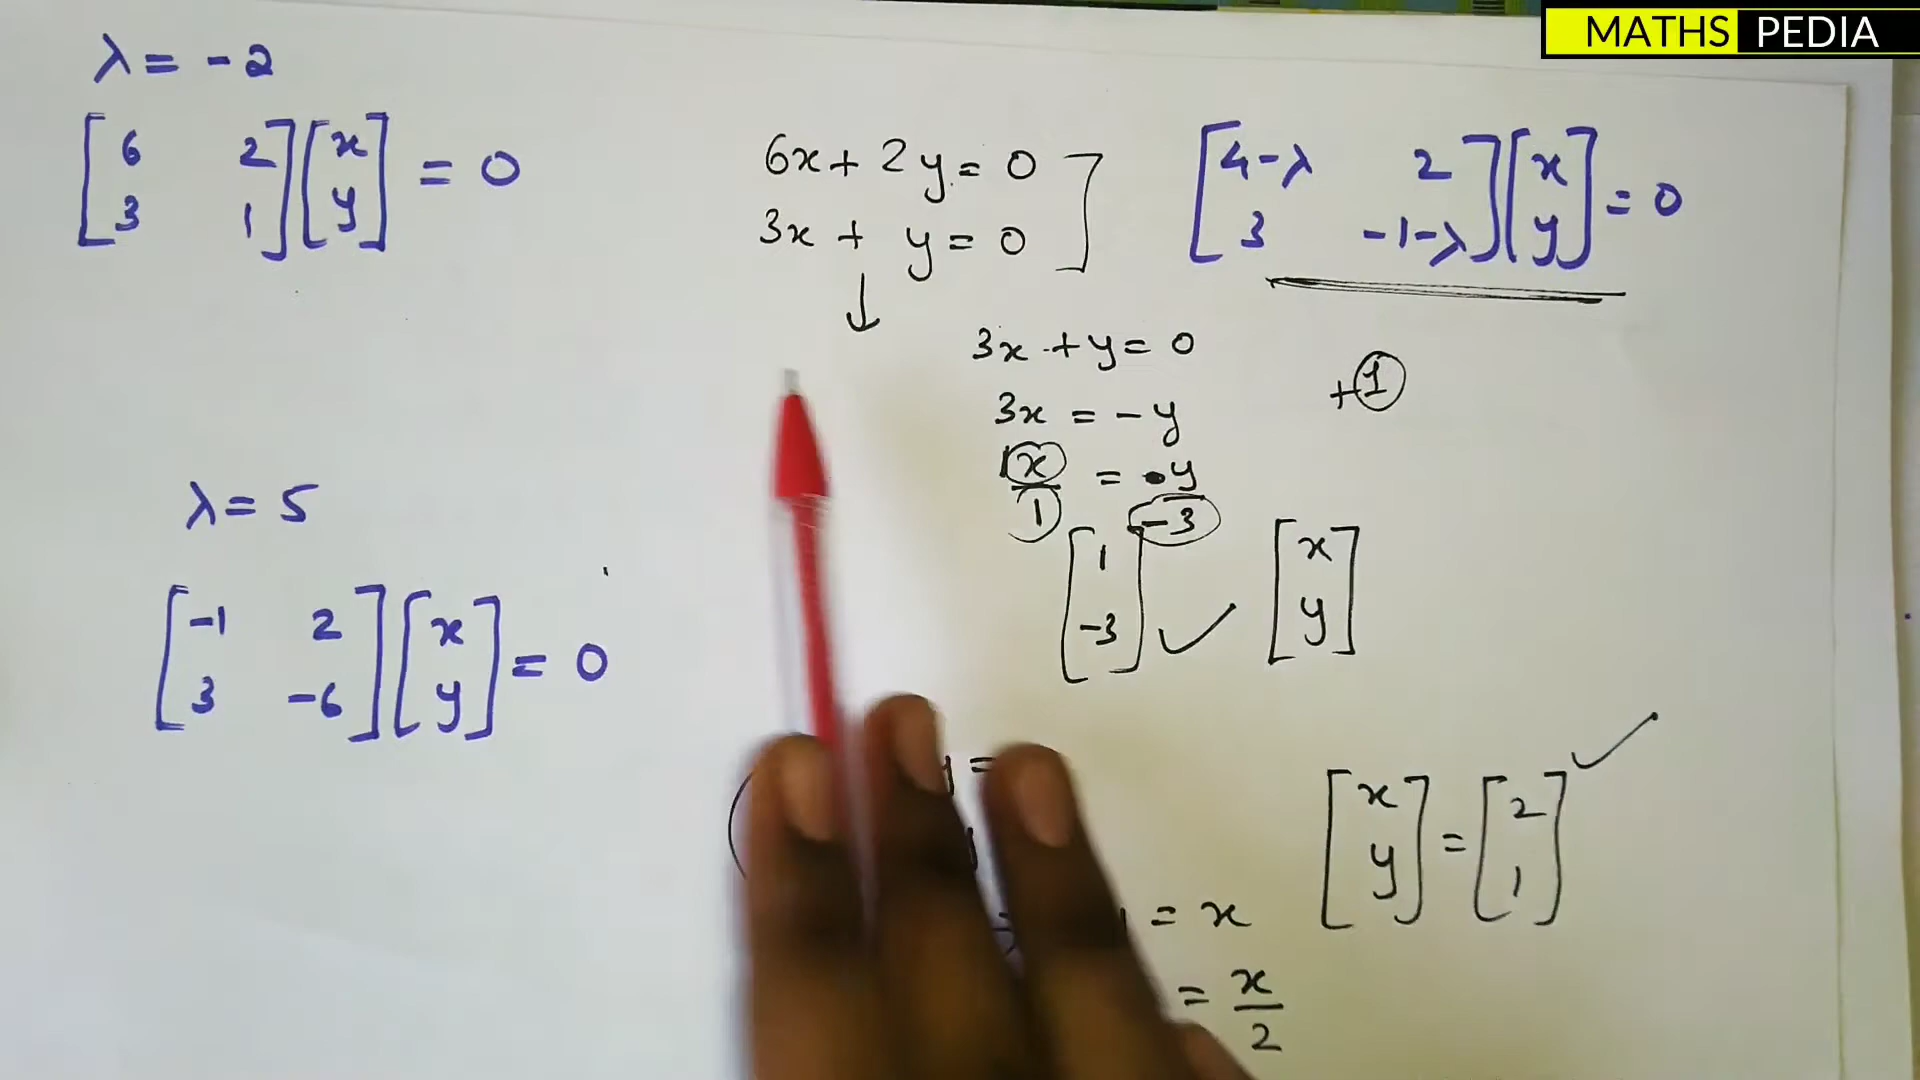 MATHS PEDIA
λ = -2
[6 2; 3 1] [x; y] = 0
6x + 2y = 0
3x + y = 0
[4-λ 2; 3 -1-λ] [x; y] = 0
3x + y = 0
3x = -y
x/1 = y/-3
+1
[1; -3] [x; y]
λ = 5
[-1 2; 3 -6] [x; y] = 0
y =
[x; y] = [2; 1]
= x
= x/2